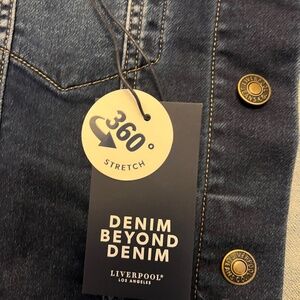 360°
STRETCH
DENIM
BEYOND
DENIM
LIVERPOOL
LOS ANGELES